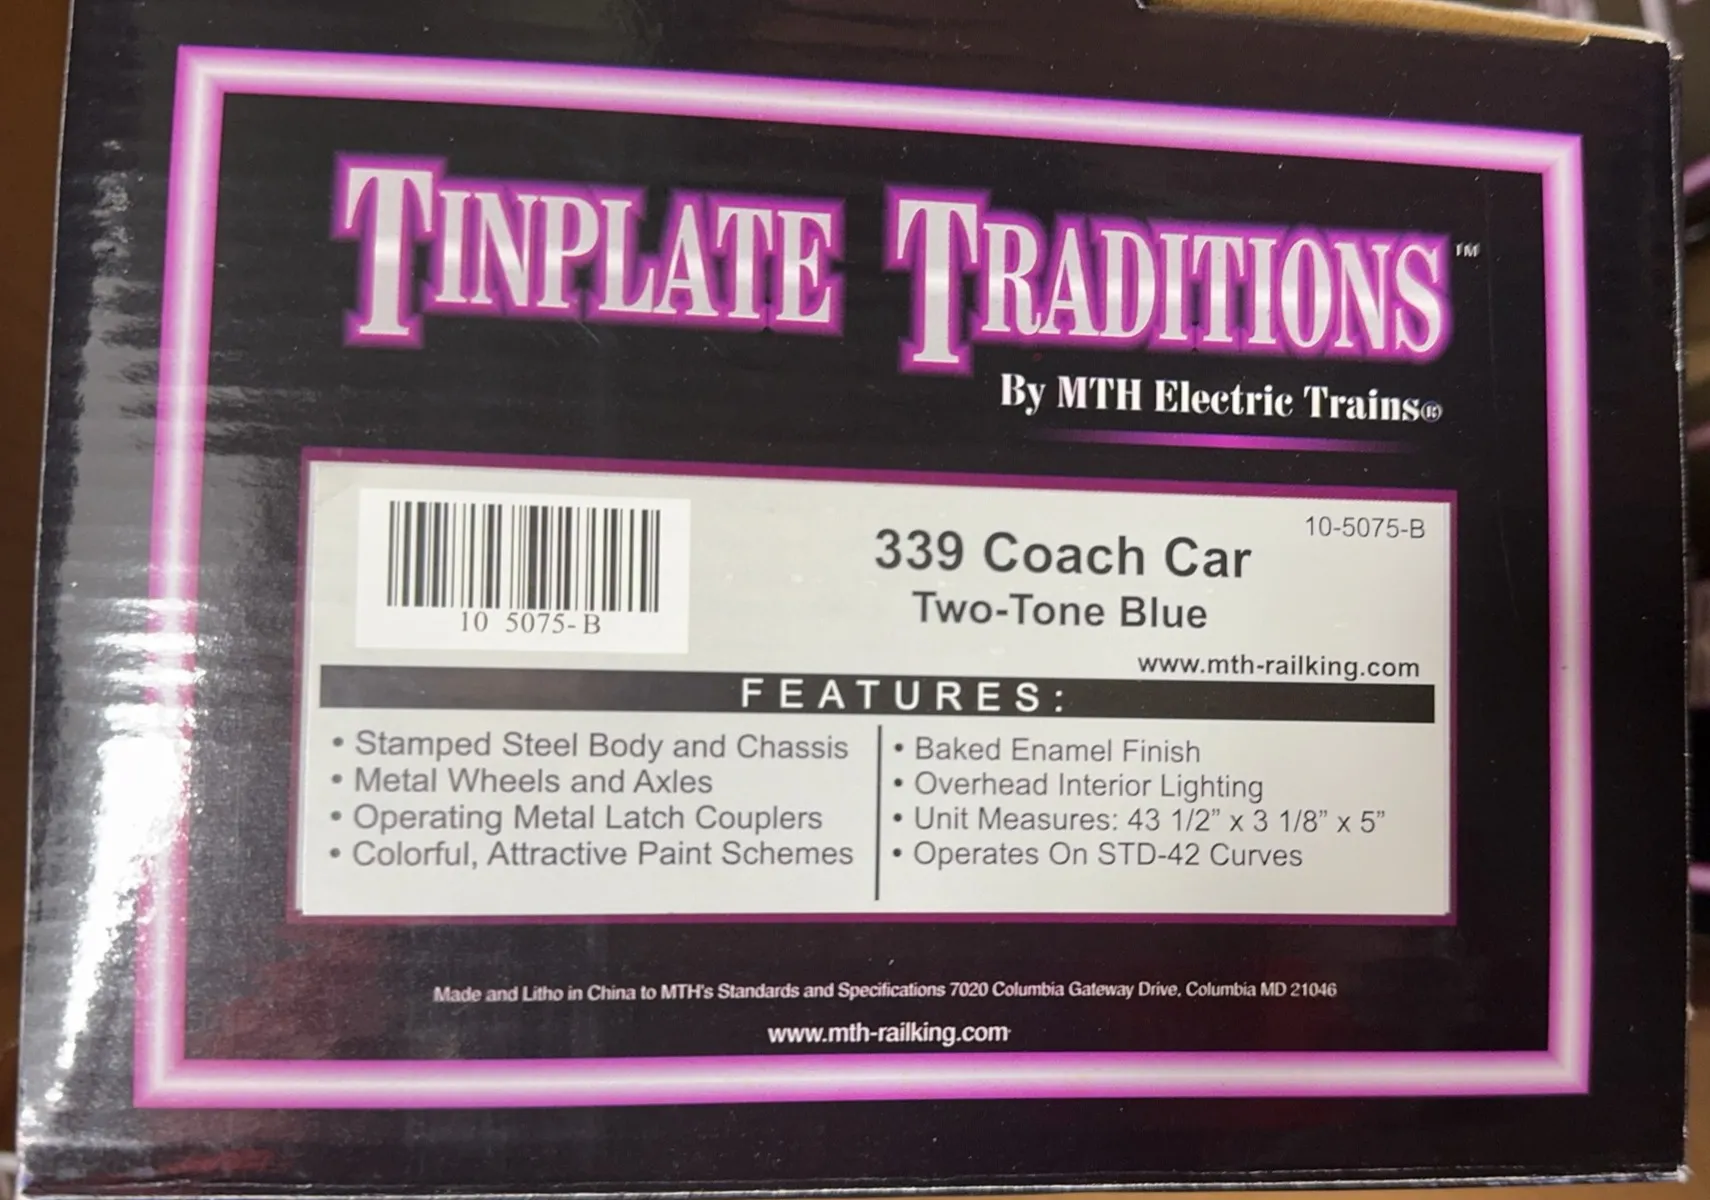 TINPLATE TRADITIONS™
By MTH Electric Trains®
10-5075-B
339 Coach Car
Two-Tone Blue
10 5075-B
www.mth-railking.com
FEATURES:
• Stamped Steel Body and Chassis
• Metal Wheels and Axles
• Operating Metal Latch Couplers
• Colorful, Attractive Paint Schemes
• Baked Enamel Finish
• Overhead Interior Lighting
• Unit Measures: 43 1/2” x 3 1/8” x 5”
• Operates On STD-42 Curves
Made and Litho in China to MTH's Standards and Specifications 7020 Columbia Gateway Drive, Columbia MD 21046
www.mth-railking.com